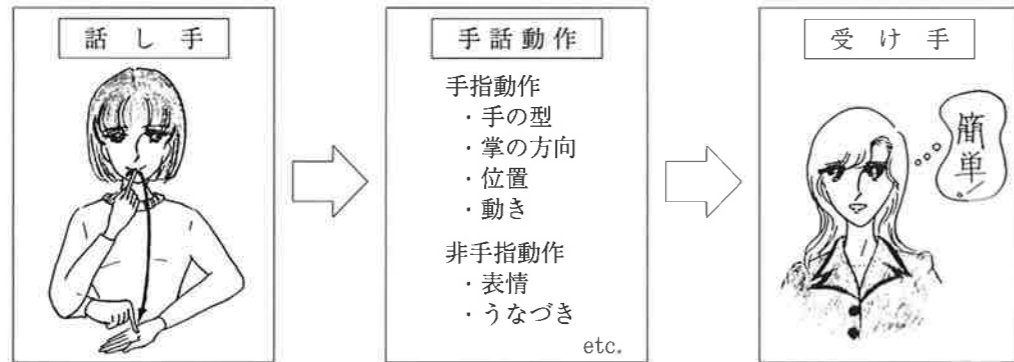 話し手
手話動作
手指動作
・手の型
・掌の方向
・位置
・動き
非手指動作
・表情
・うなづき
etc.
受け手
簡単!